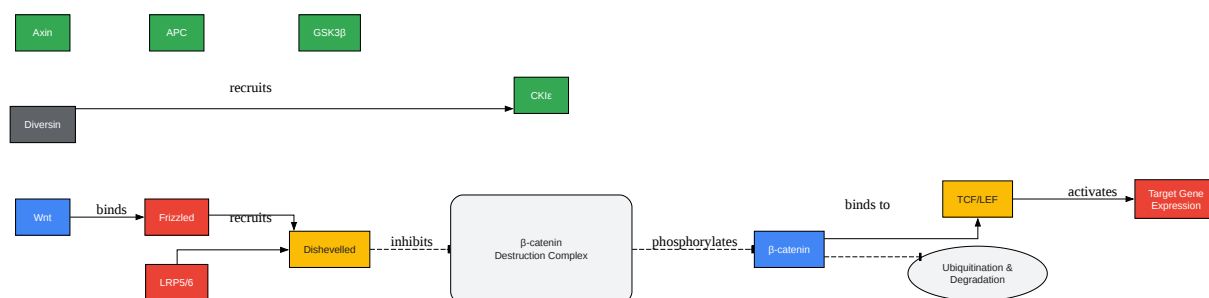 Axin
APC
GSK3β
recruits
CKIε
Diversin
Wnt
binds
Frizzled
recruits
LRP5/6
Dishevelled
inhibits
β-catenin
Destruction Complex
phosphorylates
β-catenin
binds to
TCF/LEF
activates
Target Gene
Expression
Ubiquitination &
Degradation